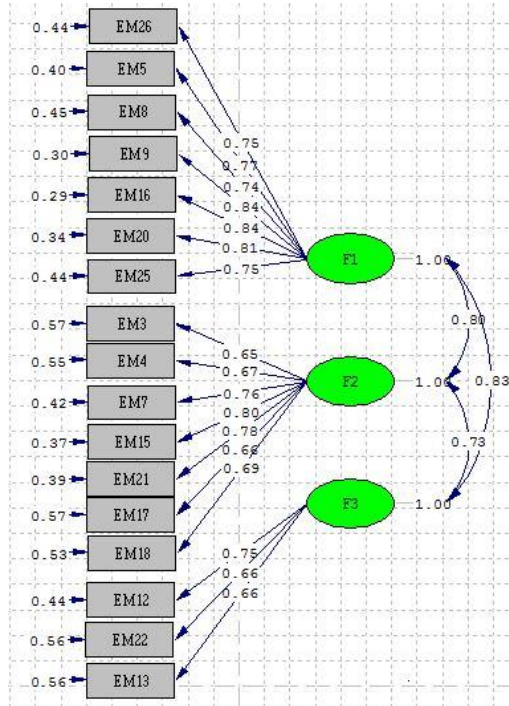 0.44 EM26
0.40 EM5
0.45 EM8
0.30 EM9
0.29 EM16
0.34 EM20
0.44 EM25
0.57 EM3
0.55 EM4
0.42 EM7
0.37 EM15
0.39 EM21
0.57 EM17
0.53 EM18
0.44 EM12
0.56 EM22
0.56 EM13
0.75
0.77
0.74
0.84
0.84
0.81
0.75
0.65
0.67
0.76
0.80
0.78
0.66
0.69
0.75
0.66
0.66
F1 1.00
F2 1.00
F3 1.00
0.80
0.83
0.73